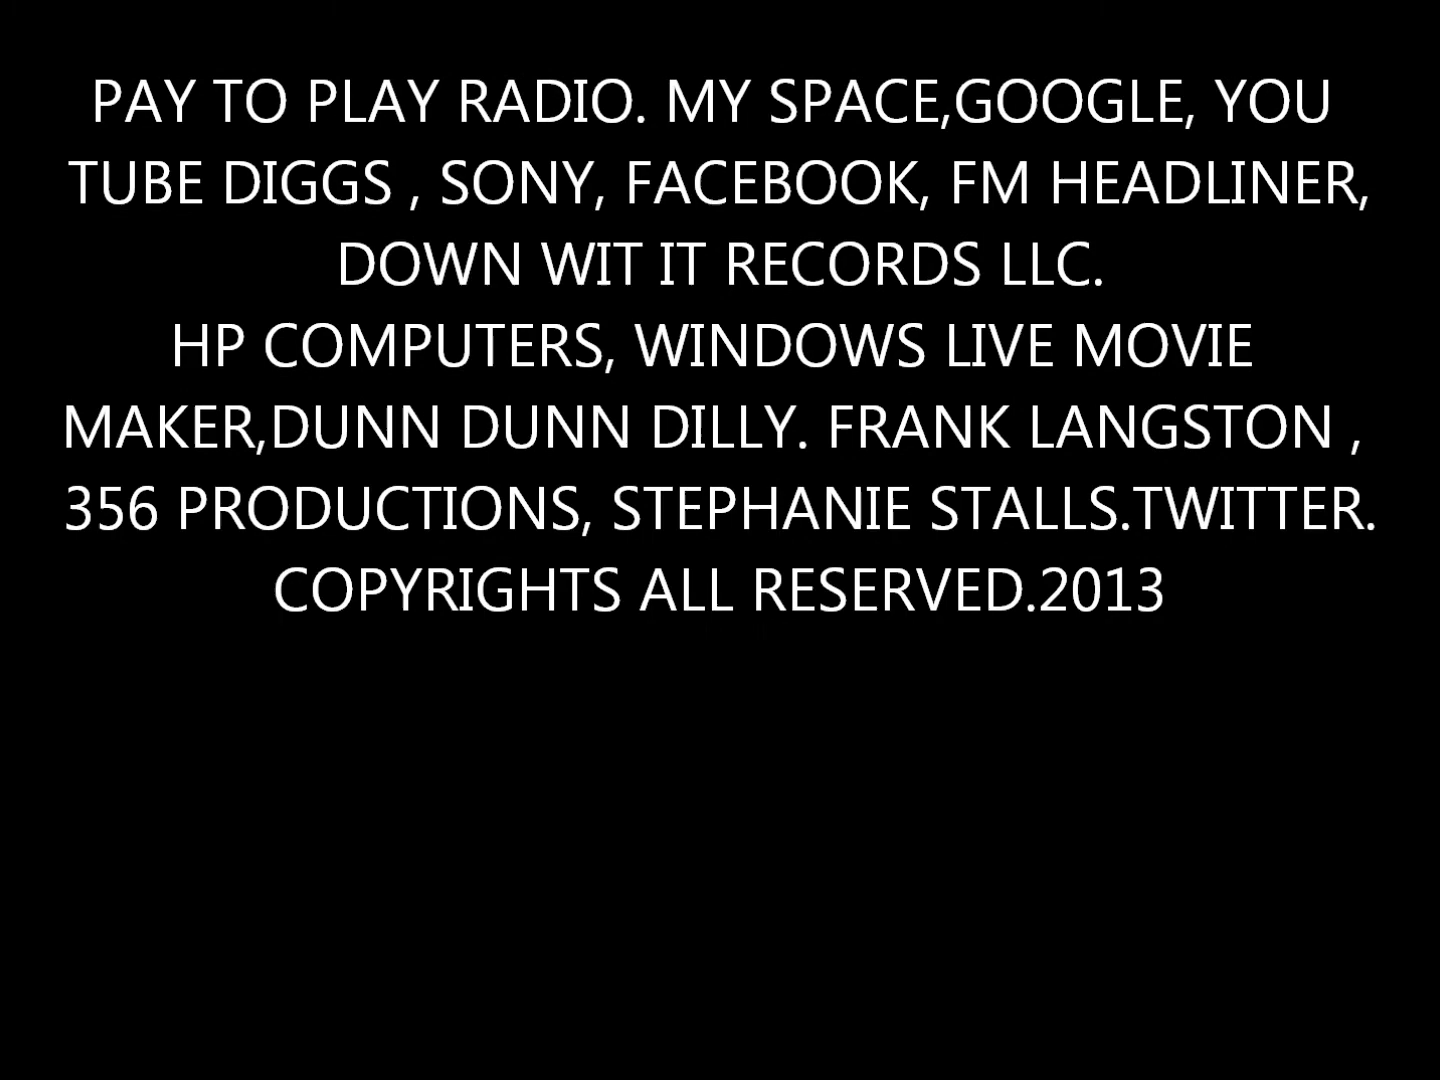 PAY TO PLAY RADIO. MY SPACE,GOOGLE, YOU
TUBE DIGGS , SONY, FACEBOOK, FM HEADLINER,
DOWN WIT IT RECORDS LLC.
HP COMPUTERS, WINDOWS LIVE MOVIE
MAKER,DUNN DUNN DILLY. FRANK LANGSTON ,
356 PRODUCTIONS, STEPHANIE STALLS.TWITTER.
COPYRIGHTS ALL RESERVED.2013